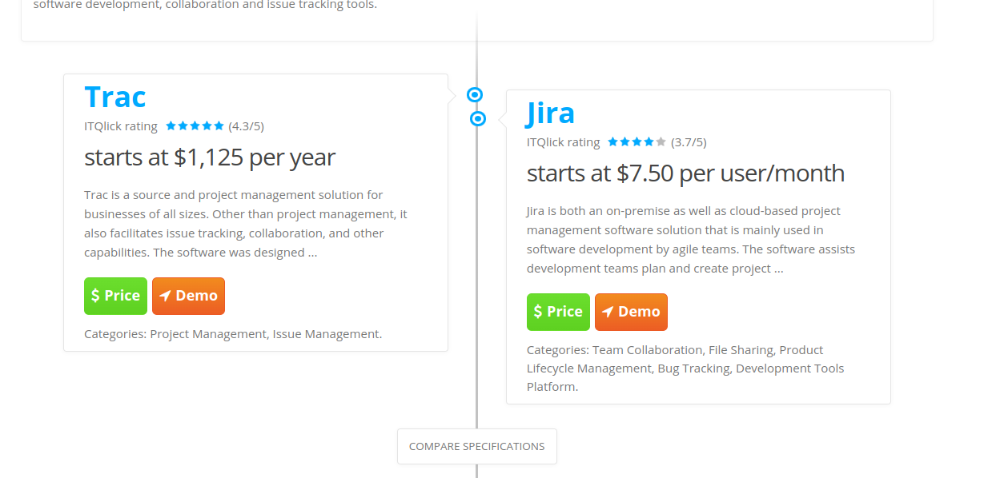 software development, collaboration and issue tracking tools.
Trac
ITQlick rating (4.3/5)
starts at $1,125 per year
Trac is a source and project management solution for
businesses of all sizes. Other than project management, it
also facilitates issue tracking, collaboration, and other
capabilities. The software was designed ...
$ Price
Demo
Categories: Project Management, Issue Management.
Jira
ITQlick rating (3.7/5)
starts at $7.50 per user/month
Jira is both an on-premise as well as cloud-based project
management software solution that is mainly used in
software development by agile teams. The software assists
development teams plan and create project ...
$ Price
Demo
Categories: Team Collaboration, File Sharing, Product
Lifecycle Management, Bug Tracking, Development Tools
Platform.
COMPARE SPECIFICATIONS